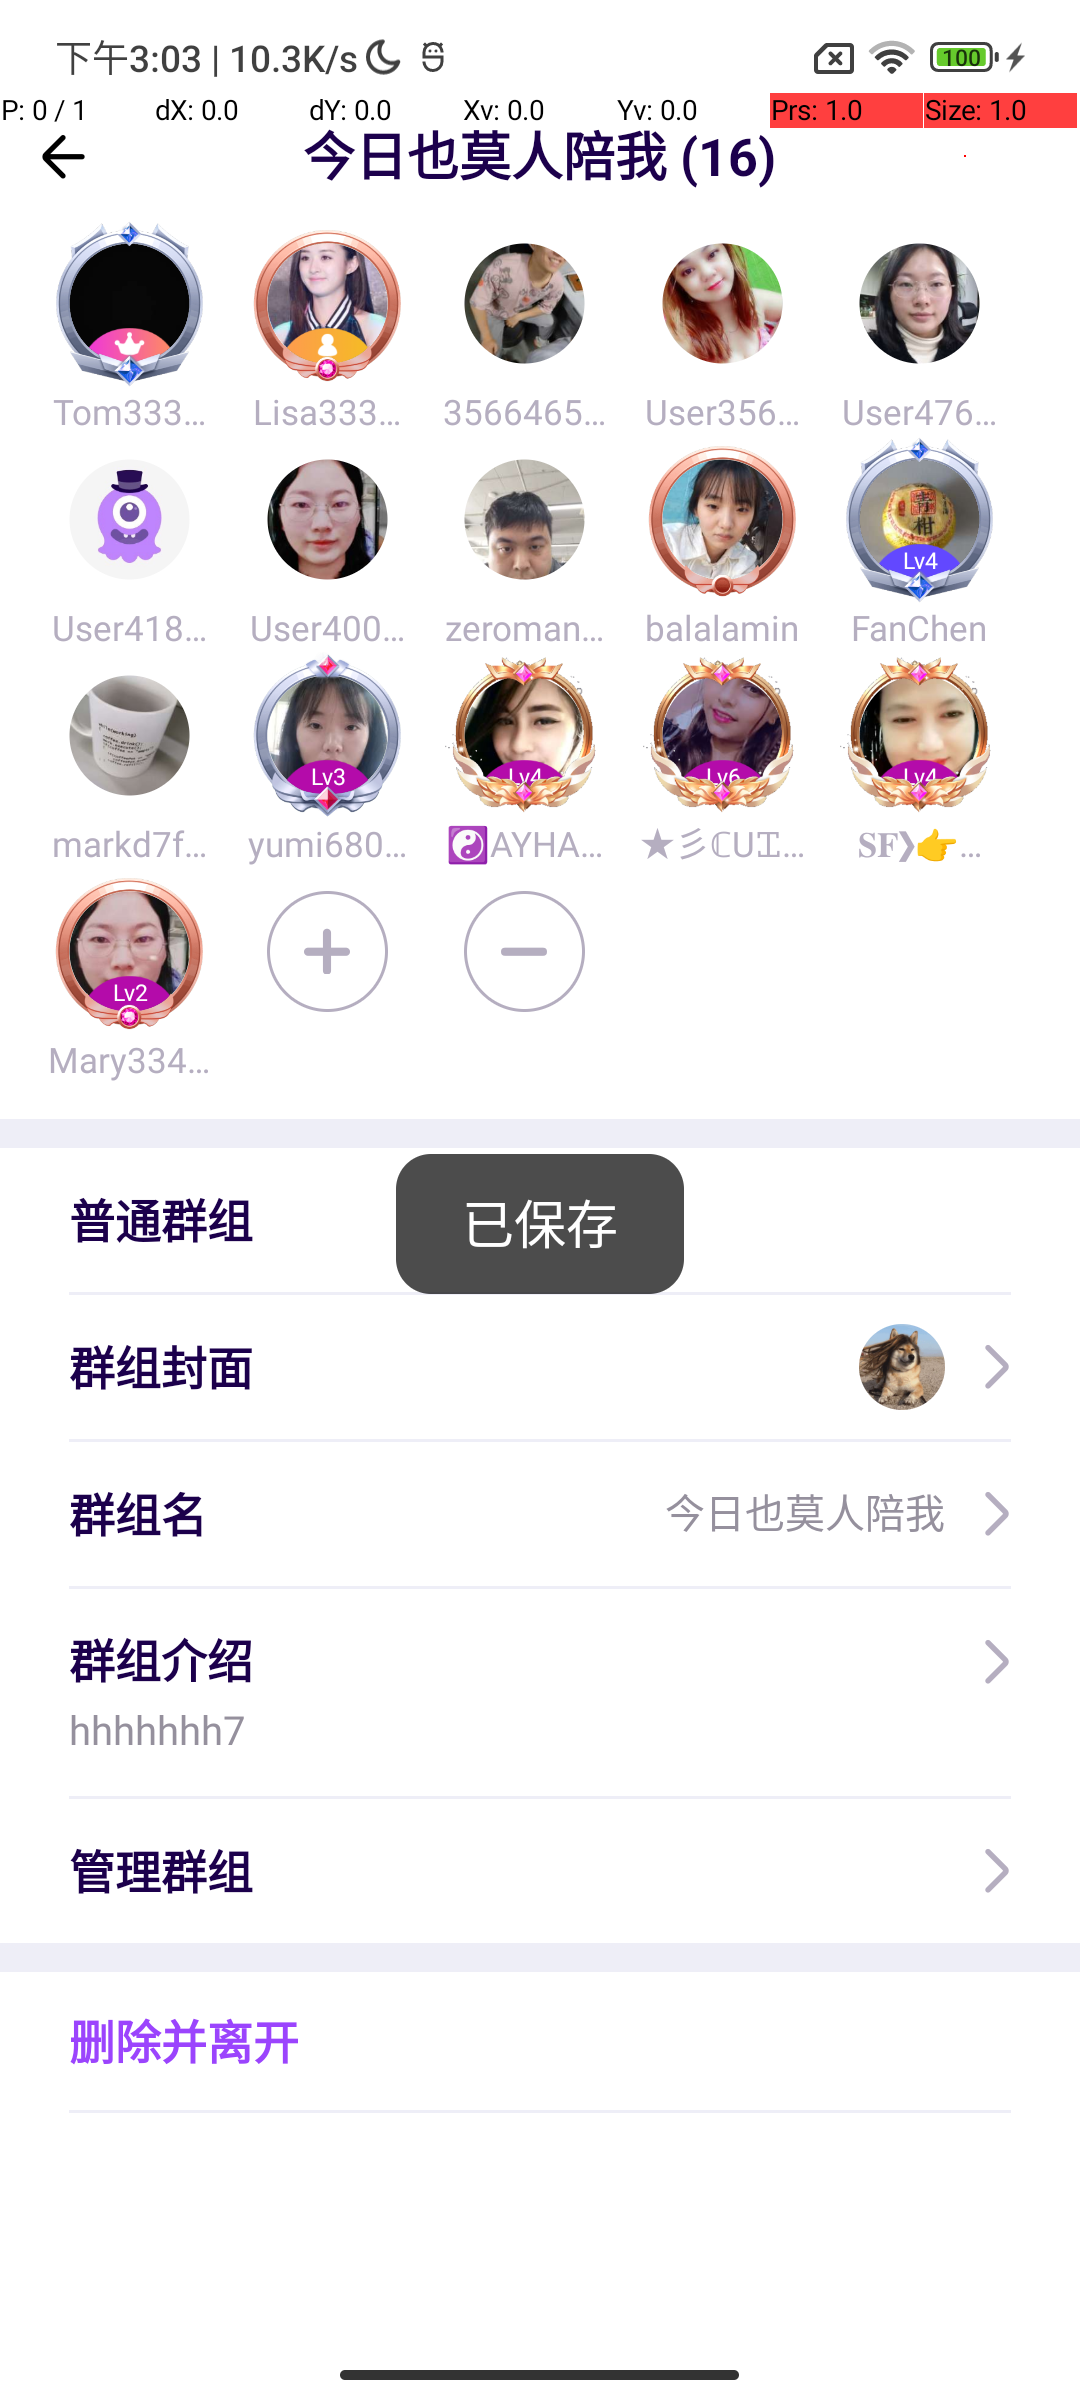 下午3:03 | 10.3K/s
100
P: 0 / 1 dX: 0.0 dY: 0.0 Xv: 0.0 Yv: 0.0 Prs: 1.0 Size: 1.0
今日也莫人陪我 (16)
Tom333... Lisa333... 3566465... User356... User476...
Lv4
User418... User400... zeroman... balalamin FanChen
Lv3 Lv4 Lv6 Lv4
markd7f... yumi680... ☯AYHA... ★彡ℂU工... 𝐒𝐅❯👉...
Lv2
Mary334...
普通群组
已保存
群组封面
群组名 今日也莫人陪我
群组介绍
hhhhhhh7
管理群组
删除并离开